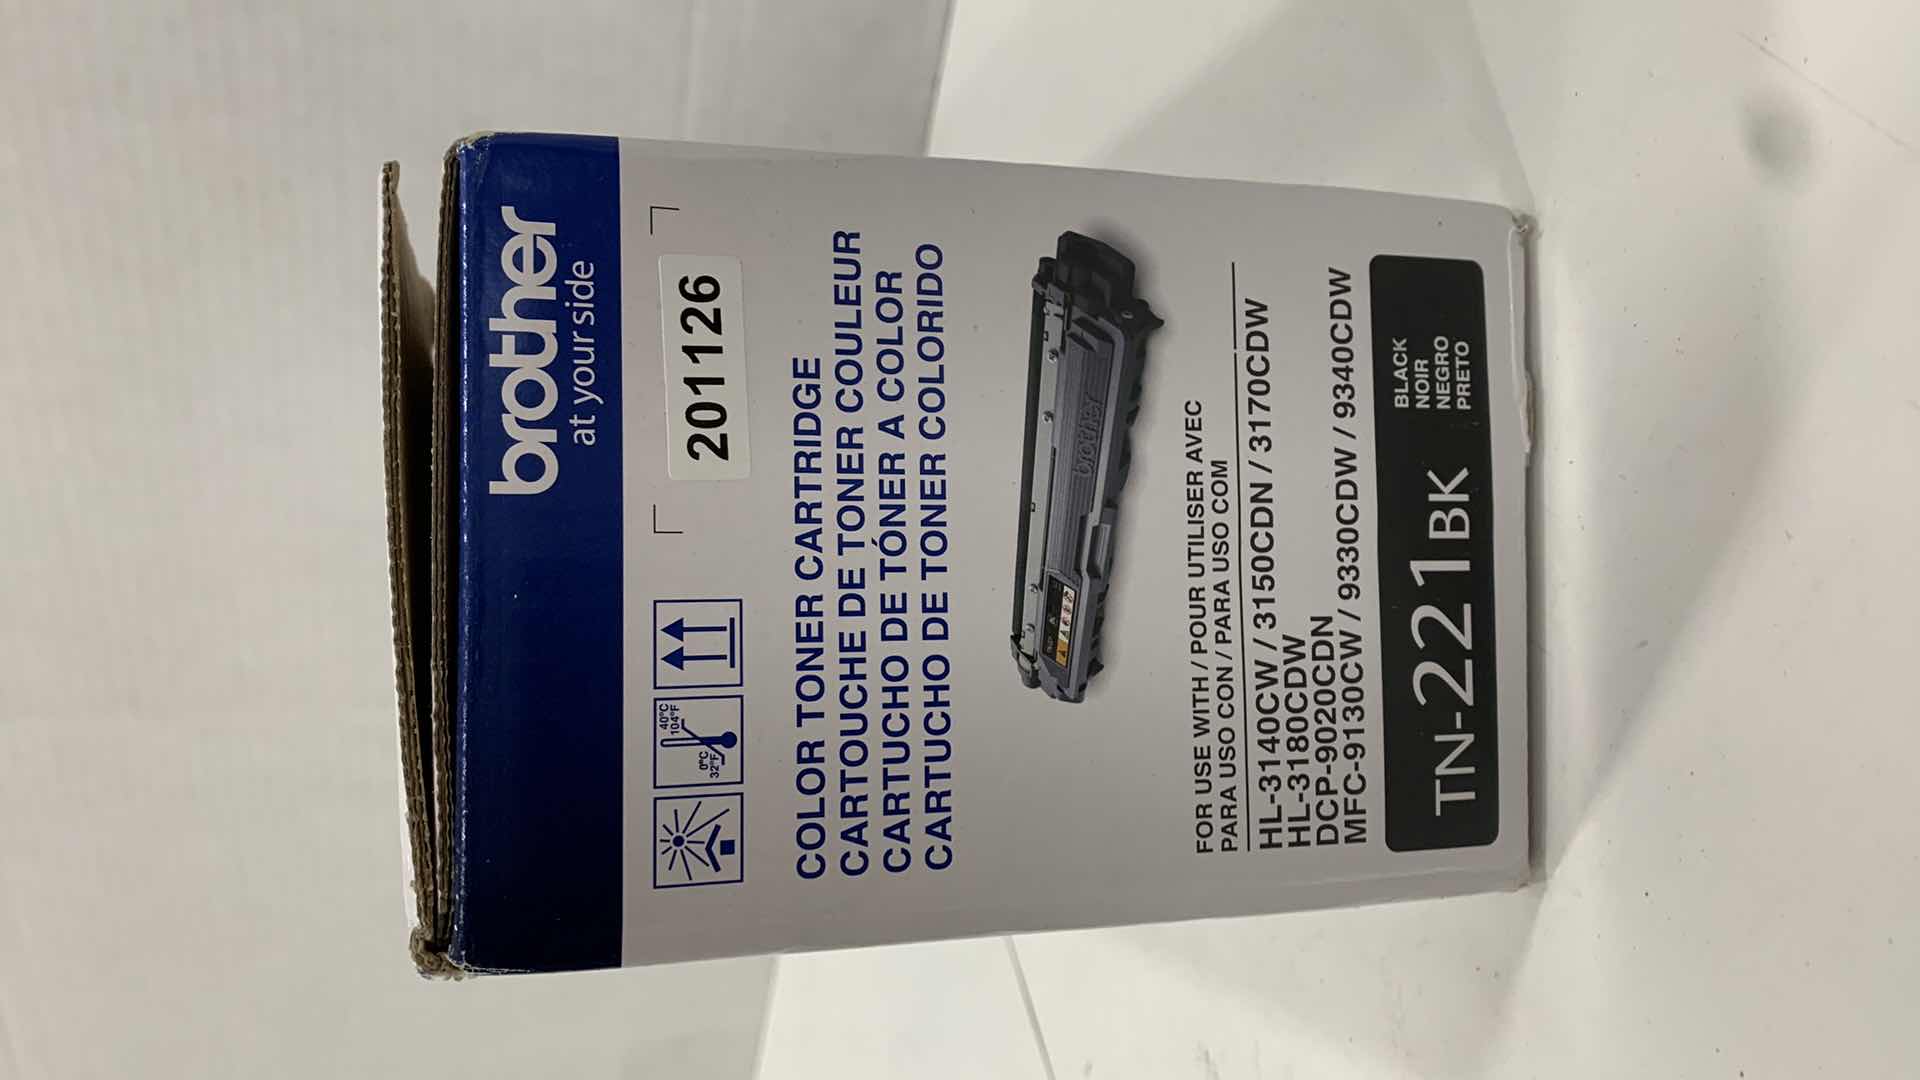 brother
at your side
201126
0°C
32°F
40°C
104°F
COLOR TONER CARTRIDGE
CARTOUCHE DE TONER COULEUR
CARTUCHO DE TÓNER A COLOR
CARTUCHO DE TONER COLORIDO
brother
FOR USE WITH / POUR UTILISER AVEC
PARA USO CON / PARA USO COM
HL-3140CW / 3150CDN / 3170CDW
HL-3180CDW
DCP-9020CDN
MFC-9130CW / 9330CDW / 9340CDW
TN-221BK
BLACK
NOIR
NEGRO
PRETO